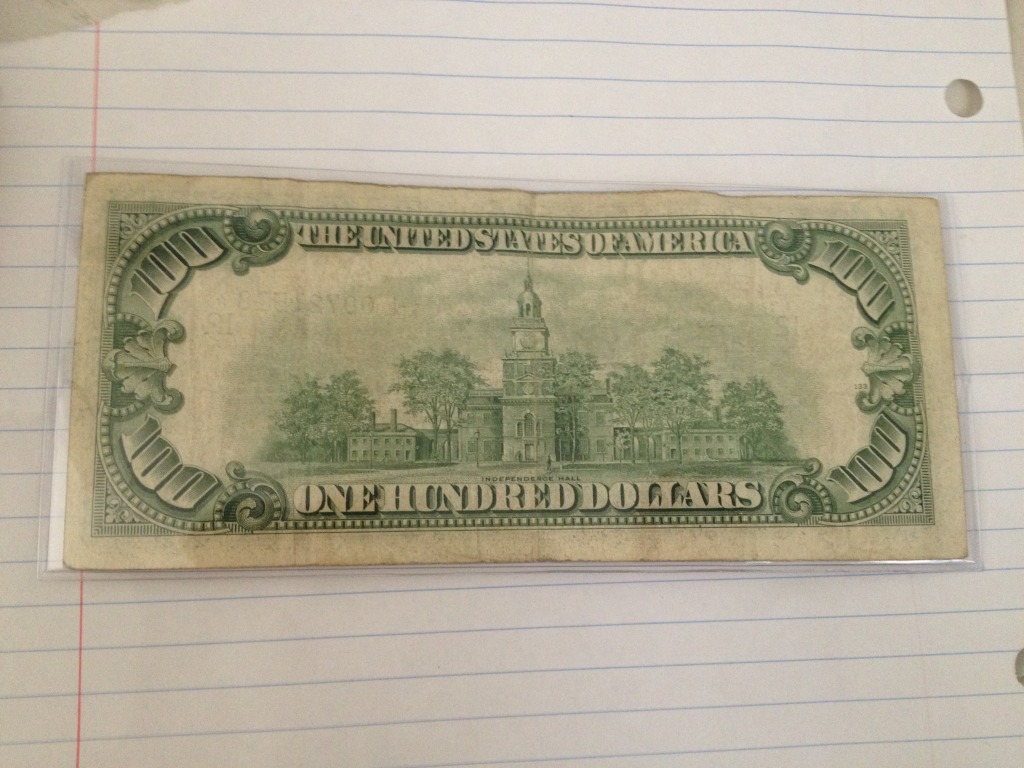 THE UNITED STATES OF AMERICA
100 100
100 100
INDEPENDENCE HALL
ONE HUNDRED DOLLARS